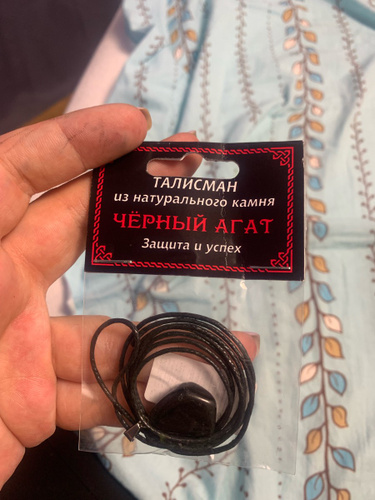 ТАЛИСМАН
из натурального камня
ЧЁРНЫЙ АГАТ
Защита и успех